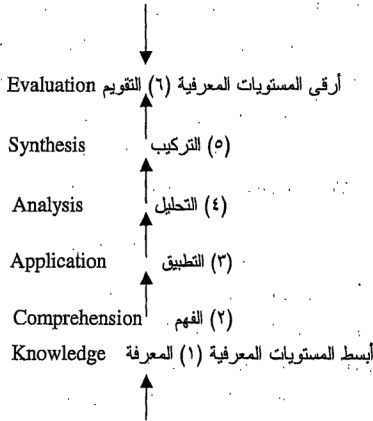 أرقى المستويات المعرفية (٦) التقويم Evaluation
(٥) التركيب Synthesis
(٤) التحليل Analysis
(٣) التطبيق Application
(٢) الفهم Comprehension
أبسط المستويات المعرفية (١) المعرفة Knowledge